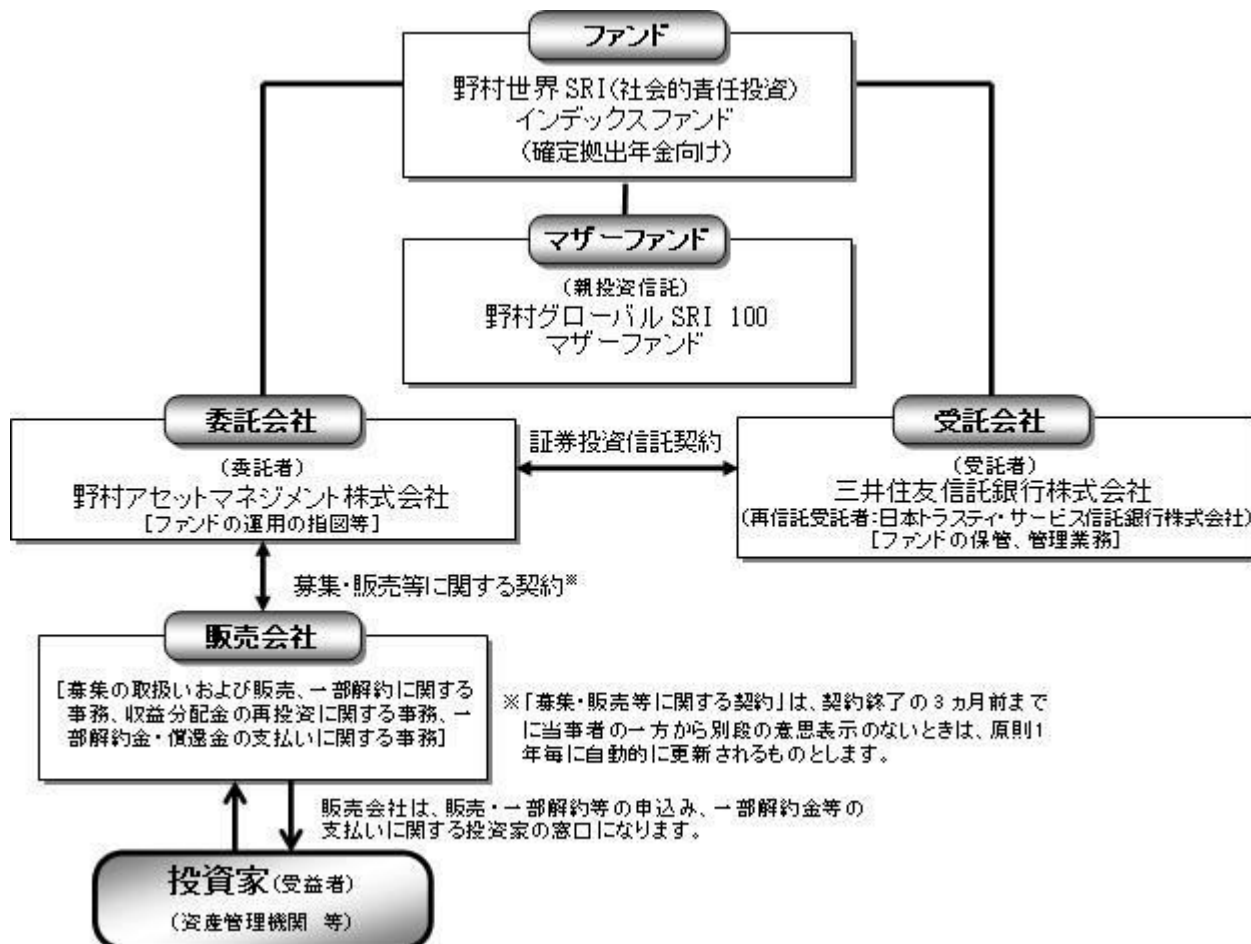 ファンド
野村世界SRI(社会的責任投資)
インデックスファンド
(確定拠出年金向け)
マザーファンド
(親投資信託)
野村グローバルSRI 100
マザーファンド
委託会社
(委託者)
野村アセットマネジメント株式会社
[ファンドの運用の指図等]
証券投資信託契約
受託会社
(受託者)
三井住友信託銀行株式会社
(再信託受託者:日本トラスティ・サービス信託銀行株式会社)
[ファンドの保管、管理業務]
募集・販売等に関する契約※
販売会社
[募集の取扱いおよび販売、一部解約に関する
事務、収益分配金の再投資に関する事務、一
部解約金・償還金の支払いに関する事務]
※「募集・販売等に関する契約」は、契約終了の3ヵ月前まで
に当事者の一方から別段の意思表示のないときは、原則1
年毎に自動的に更新されるものとします。
販売会社は、販売・一部解約等の申込み、一部解約金等の
支払いに関する投資家の窓口になります。
投資家(受益者)
(資産管理機関 等)